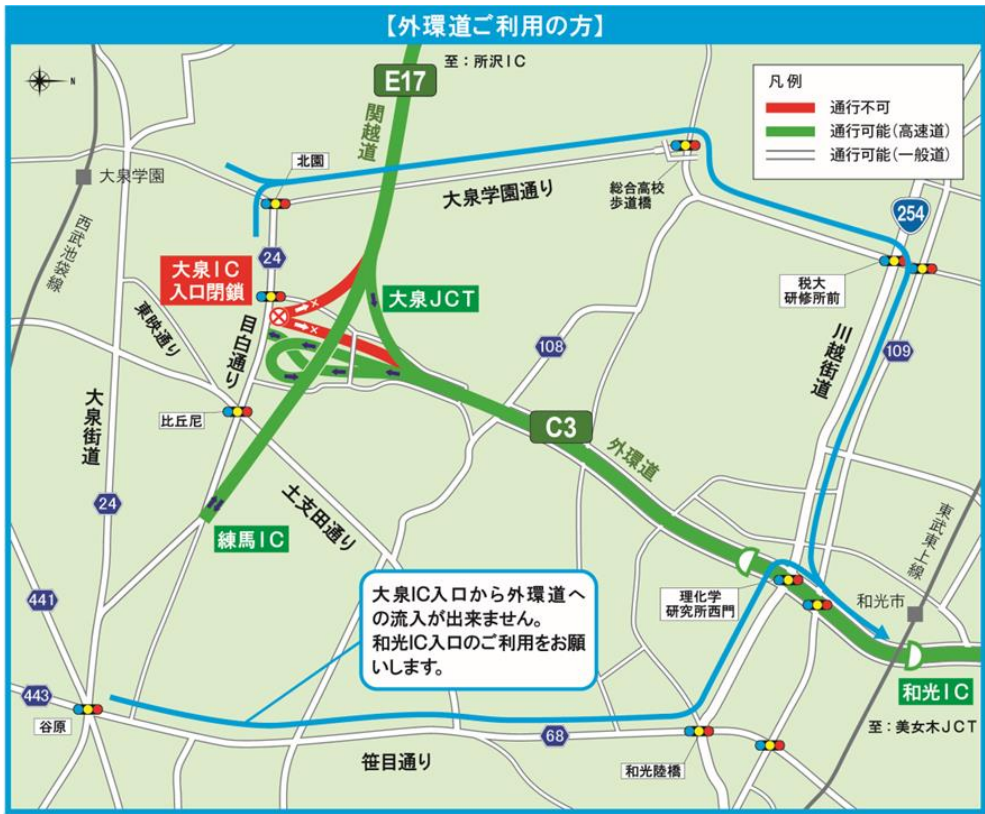 【外環道ご利用の方】
至：所沢IC
E17
関越道
N
凡例
通行不可
通行可能(高速道)
通行可能(一般道)
大泉学園
西武池袋線
北園
大泉学園通り
総合高校
歩道橋
254
税大
研修所前
24
大泉IC
入口閉鎖
大泉JCT
東映通り
目白通り
108
川越街道
109
大泉街道
比丘尼
C3
外環道
24
練馬IC
土支田通り
東武東上線
441
大泉IC入口から外環道へ
の流入が出来ません。
和光IC入口のご利用をお願
いします。
理化学
研究所西門
和光市
443
谷原
和光IC
68
笹目通り
和光陸橋
至：美女木JCT